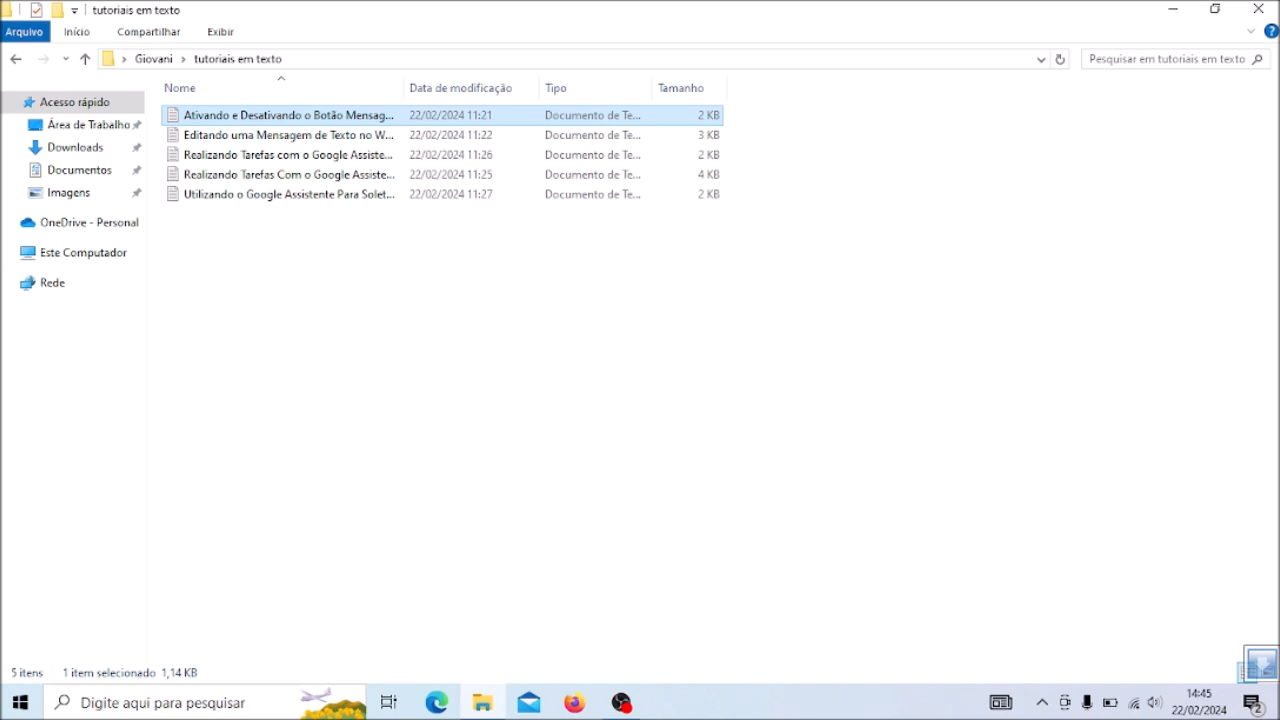 tutoriais em texto
Arquivo Início Compartilhar Exibir
Giovani tutoriais em texto Pesquisar em tutoriais em texto
Nome Data de modificação Tipo Tamanho
Acesso rápido
Área de Trabalho
Downloads
Documentos
Imagens
OneDrive - Personal
Este Computador
Rede
Ativando e Desativando o Botão Mensag... 22/02/2024 11:21 Documento de Te... 2 KB
Editando uma Mensagem de Texto no W... 22/02/2024 11:22 Documento de Te... 3 KB
Realizando Tarefas com o Google Assiste... 22/02/2024 11:26 Documento de Te... 2 KB
Realizando Tarefas Com o Google Assiste... 22/02/2024 11:25 Documento de Te... 4 KB
Utilizando o Google Assistente Para Solet... 22/02/2024 11:27 Documento de Te... 2 KB
5 itens 1 item selecionado 1,14 KB
Digite aqui para pesquisar
14:45
22/02/2024
2